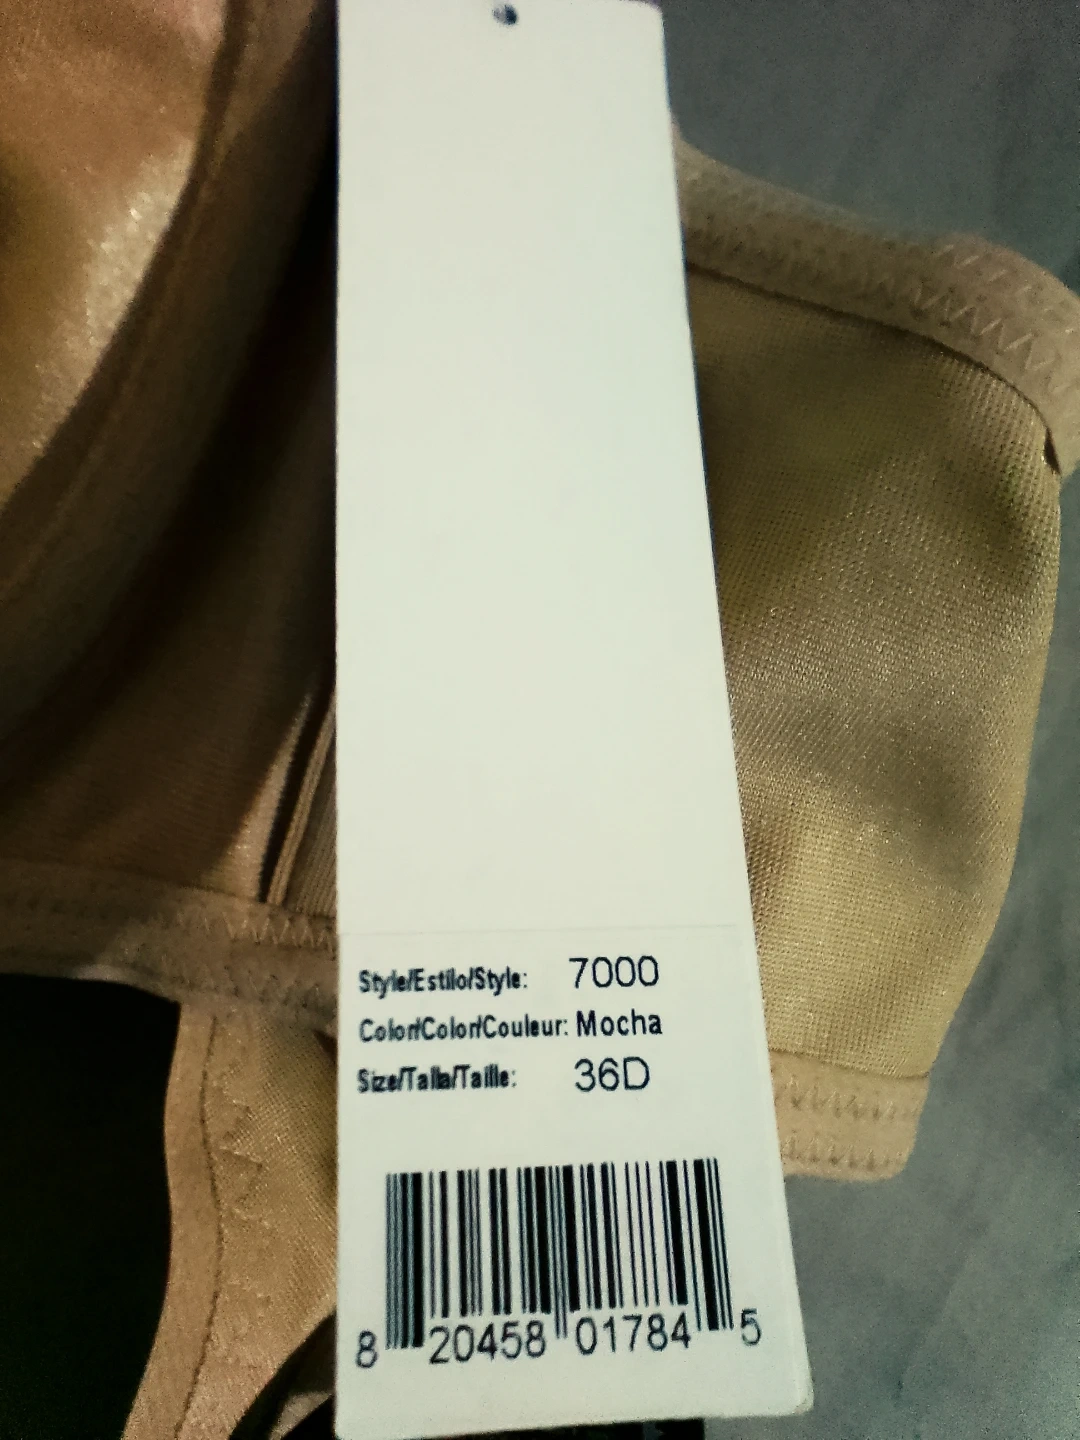 Style/Estilo/Style: 7000
Color/Color/Couleur: Mocha
Size/Talla/Taille: 36D
8 20458 01784 5